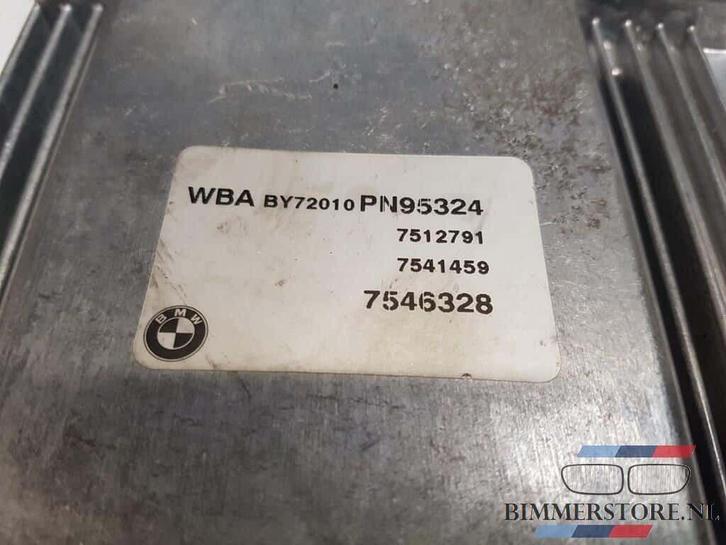 WBA BY72010 PN95324
7512791
7541459
7546328
BMW
BIMMERSTORE.NL